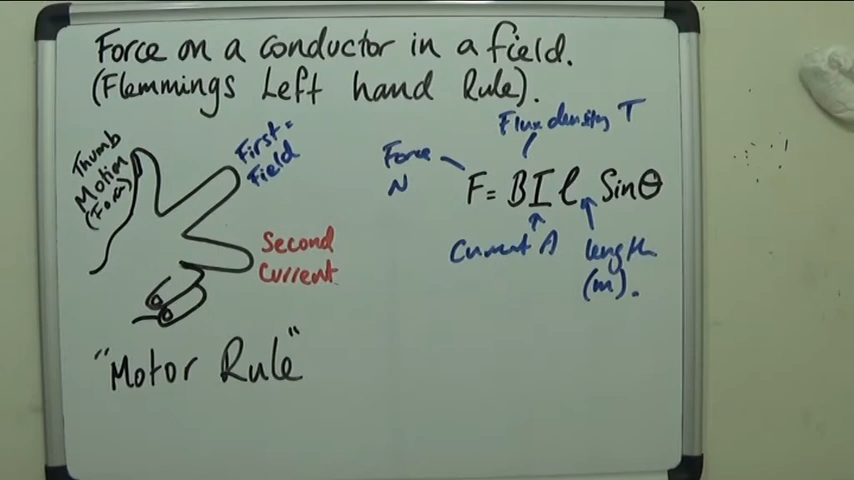 Force on a conductor in a field.
(Flemmings Left hand Rule).
Thumb
Motion
(Force)
First =
Field
Second
Current.
"Motor Rule"
Flux density T
Force
N
F = BIl Sinθ
Current A
length
(m).